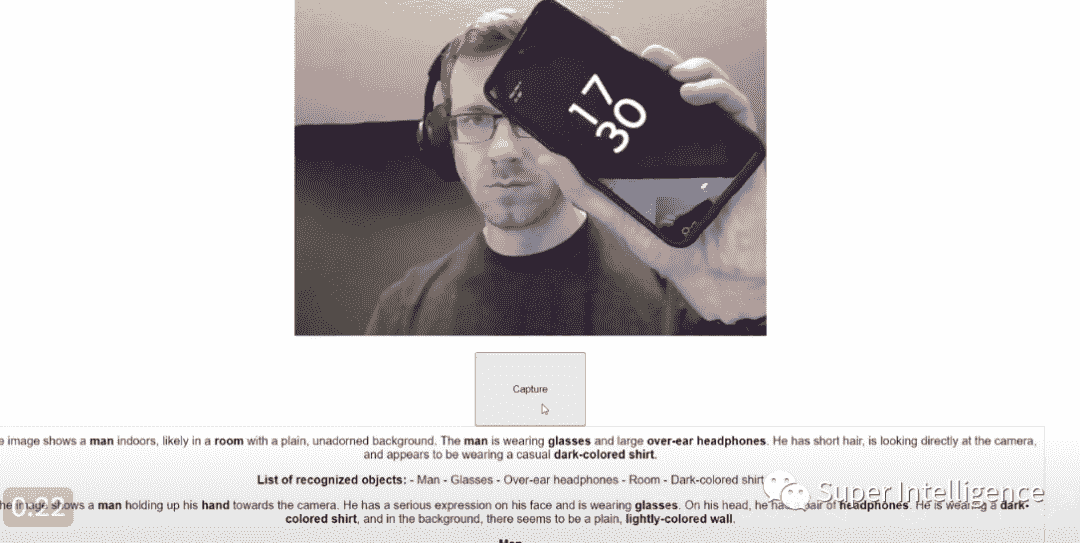 17
30
Capture
e image shows a man indoors, likely in a room with a plain, unadorned background. The man is wearing glasses and large over-ear headphones. He has short hair, is looking directly at the camera,
and appears to be wearing a casual dark-colored shirt.
List of recognized objects: - Man - Glasses - Over-ear headphones - Room - Dark-colored shirt
he image shows a man holding up his hand towards the camera. He has a serious expression on his face and is wearing glasses. On his head, he has pair of headphones. He is wearing a dark-
colored shirt, and in the background, there seems to be a plain, lightly-colored wall.
0:22
Super Intelligence